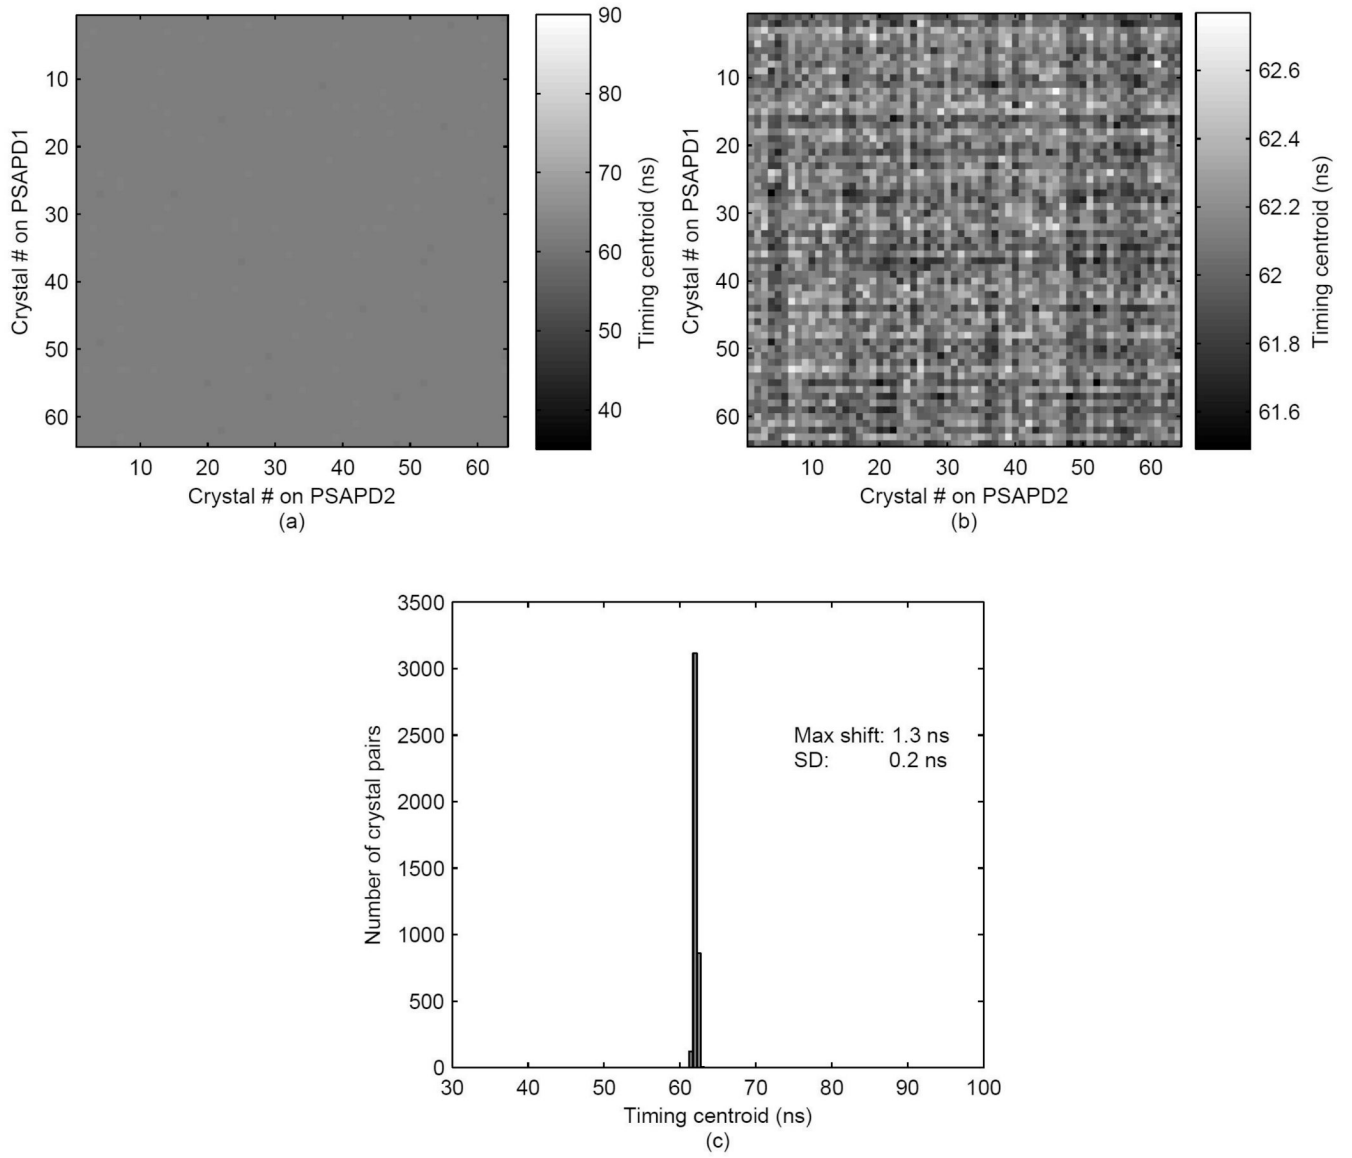 10
20
30
40
50
60
Crystal # on PSAPD1
10 20 30 40 50 60
Crystal # on PSAPD2
(a)
90
80
70
60
50
40
Timing centroid (ns)
10
20
30
40
50
60
Crystal # on PSAPD1
10 20 30 40 50 60
Crystal # on PSAPD2
(b)
62.6
62.4
62.2
62
61.8
61.6
Timing centroid (ns)
3500
3000
2500
2000
1500
1000
500
0
Number of crystal pairs
Max shift: 1.3 ns
SD: 0.2 ns
30 40 50 60 70 80 90 100
Timing centroid (ns)
(c)